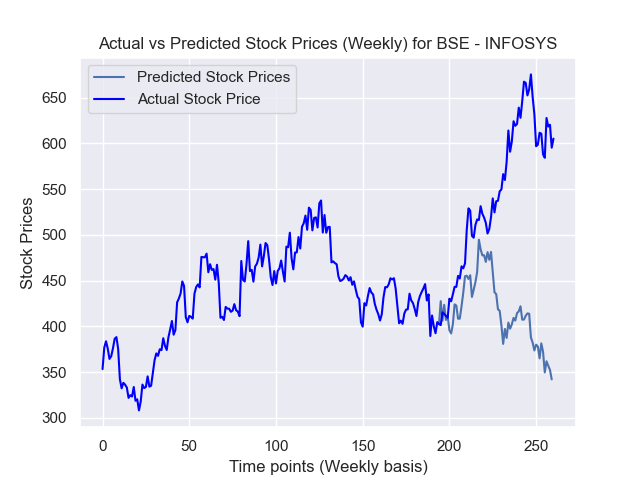 Actual vs Predicted Stock Prices (Weekly) for BSE - INFOSYS
Predicted Stock Prices
Actual Stock Price
650
600
550
500
450
400
350
300
Stock Prices
0 50 100 150 200 250
Time points (Weekly basis)